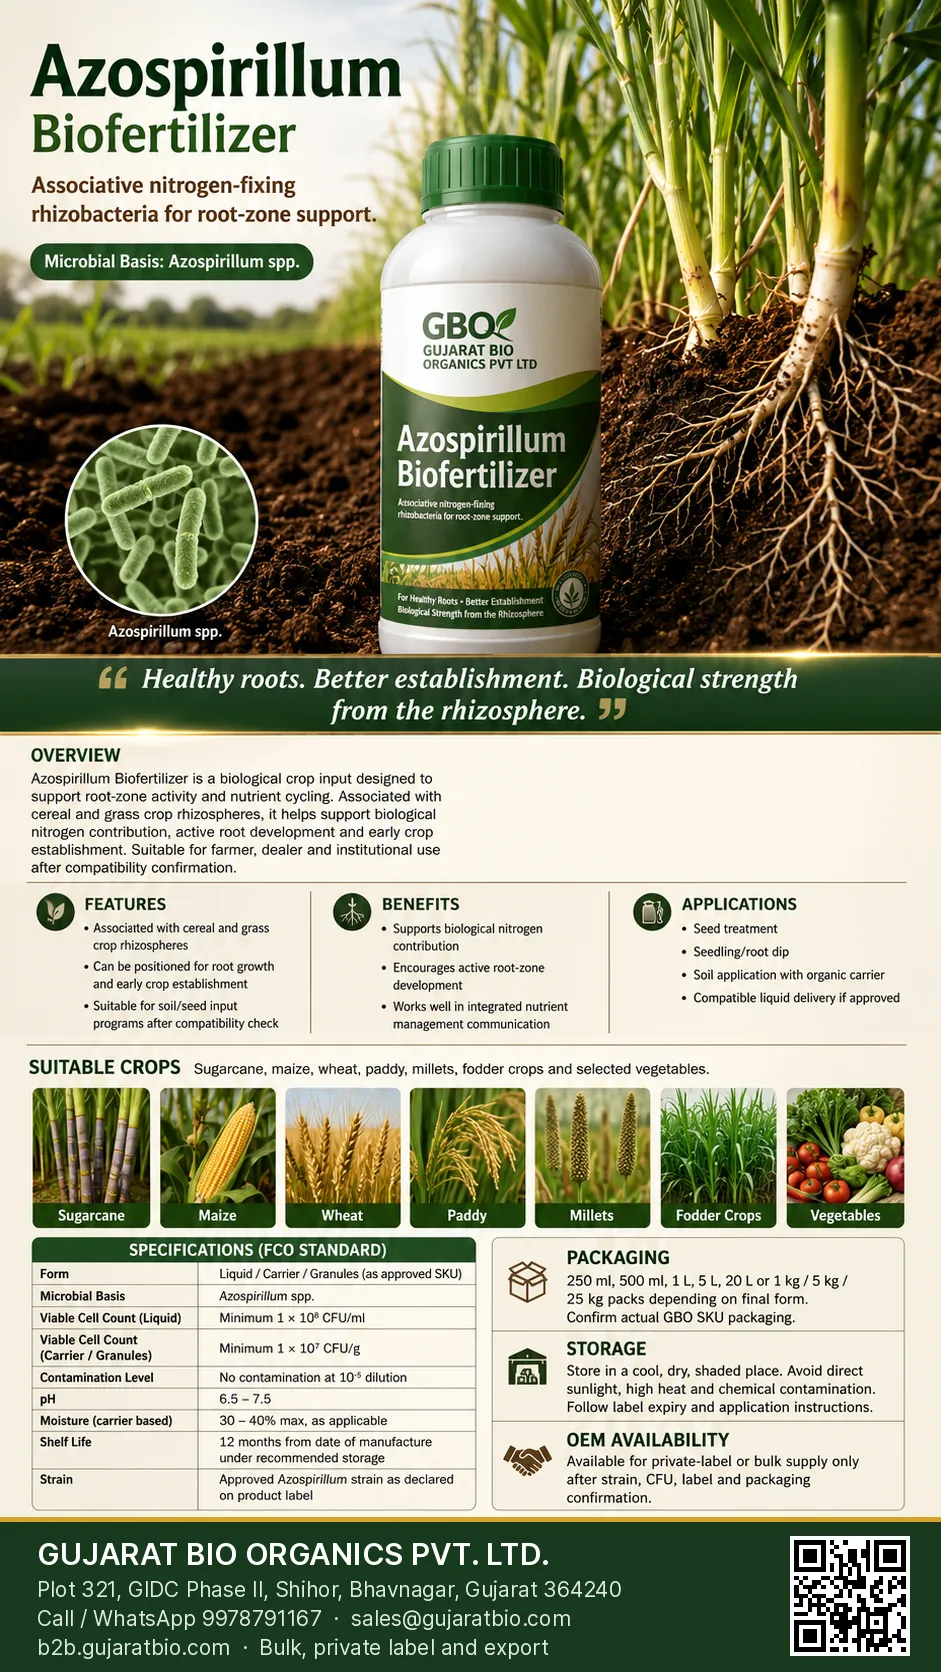 Azospirillum
Biofertilizer
Associative nitrogen-fixing
rhizobacteria for root-zone support.
Microbial Basis: Azospirillum spp.
GBO
GUJARAT BIO
ORGANICS PVT LTD
Azospirillum
Biofertilizer
Associative nitrogen-fixing
rhizobacteria for root-zone support.
For Healthy Roots • Better Establishment
Biological Strength from the Rhizosphere
Azospirillum spp.
“ Healthy roots. Better establishment. Biological strength
from the rhizosphere. ”
OVERVIEW
Azospirillum Biofertilizer is a biological crop input designed to
support root-zone activity and nutrient cycling. Associated with
cereal and grass crop rhizospheres, it helps support biological
nitrogen contribution, active root development and early crop
establishment. Suitable for farmer, dealer and institutional use
after compatibility confirmation.
FEATURES
• Associated with cereal and grass
crop rhizospheres
• Can be positioned for root growth
and early crop establishment
• Suitable for soil/seed input
programs after compatibility check
BENEFITS
• Supports biological nitrogen
contribution
• Encourages active root-zone
development
• Works well in integrated nutrient
management communication
APPLICATIONS
• Seed treatment
• Seedling/root dip
• Soil application with organic carrier
• Compatible liquid delivery if approved
SUITABLE CROPS Sugarcane, maize, wheat, paddy, millets, fodder crops and selected vegetables.
Sugarcane
Maize
Wheat
Paddy
Millets
Fodder Crops
Vegetables
SPECIFICATIONS (FCO STANDARD)
Form Liquid / Carrier / Granules (as approved SKU)
Microbial Basis Azospirillum spp.
Viable Cell Count (Liquid) Minimum 1 × 10⁸ CFU/ml
Viable Cell Count
(Carrier / Granules) Minimum 1 × 10⁷ CFU/g
Contamination Level No contamination at 10⁻⁵ dilution
pH 6.5 – 7.5
Moisture (carrier based) 30 – 40% max, as applicable
Shelf Life 12 months from date of manufacture
under recommended storage
Strain Approved Azospirillum strain as declared
on product label
PACKAGING
250 ml, 500 ml, 1 L, 5 L, 20 L or 1 kg / 5 kg /
25 kg packs depending on final form.
Confirm actual GBO SKU packaging.
STORAGE
Store in a cool, dry, shaded place. Avoid direct
sunlight, high heat and chemical contamination.
Follow label expiry and application instructions.
OEM AVAILABILITY
Available for private-label or bulk supply only
after strain, CFU, label and packaging
confirmation.
GUJARAT BIO ORGANICS PVT. LTD.
Plot 321, GIDC Phase II, Shihor, Bhavnagar, Gujarat 364240
Call / WhatsApp 9978791167 · sales@gujaratbio.com
b2b.gujaratbio.com · Bulk, private label and export